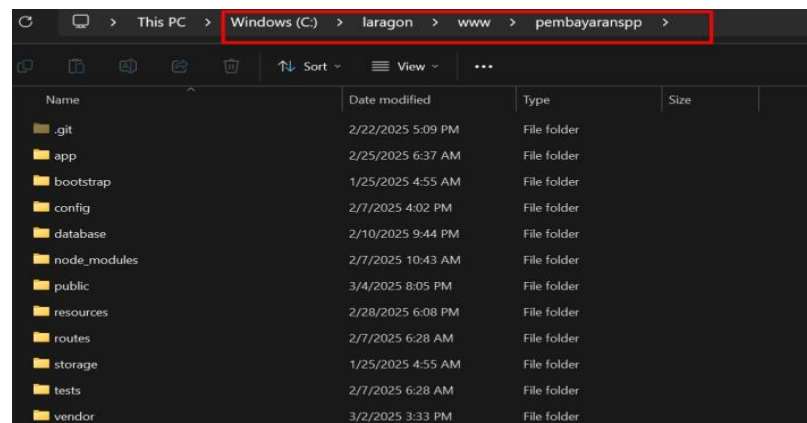 This PC > Windows (C:) > laragon > www > pembayaranspp >
Sort View ...
Name Date modified Type Size
.git 2/22/2025 5:09 PM File folder
app 2/25/2025 6:37 AM File folder
bootstrap 1/25/2025 4:55 AM File folder
config 2/7/2025 4:02 PM File folder
database 2/10/2025 9:44 PM File folder
node_modules 2/7/2025 10:43 AM File folder
public 3/4/2025 8:05 PM File folder
resources 2/28/2025 6:08 PM File folder
routes 2/7/2025 6:28 AM File folder
storage 1/25/2025 4:55 AM File folder
tests 2/7/2025 6:28 AM File folder
vendor 3/2/2025 3:33 PM File folder